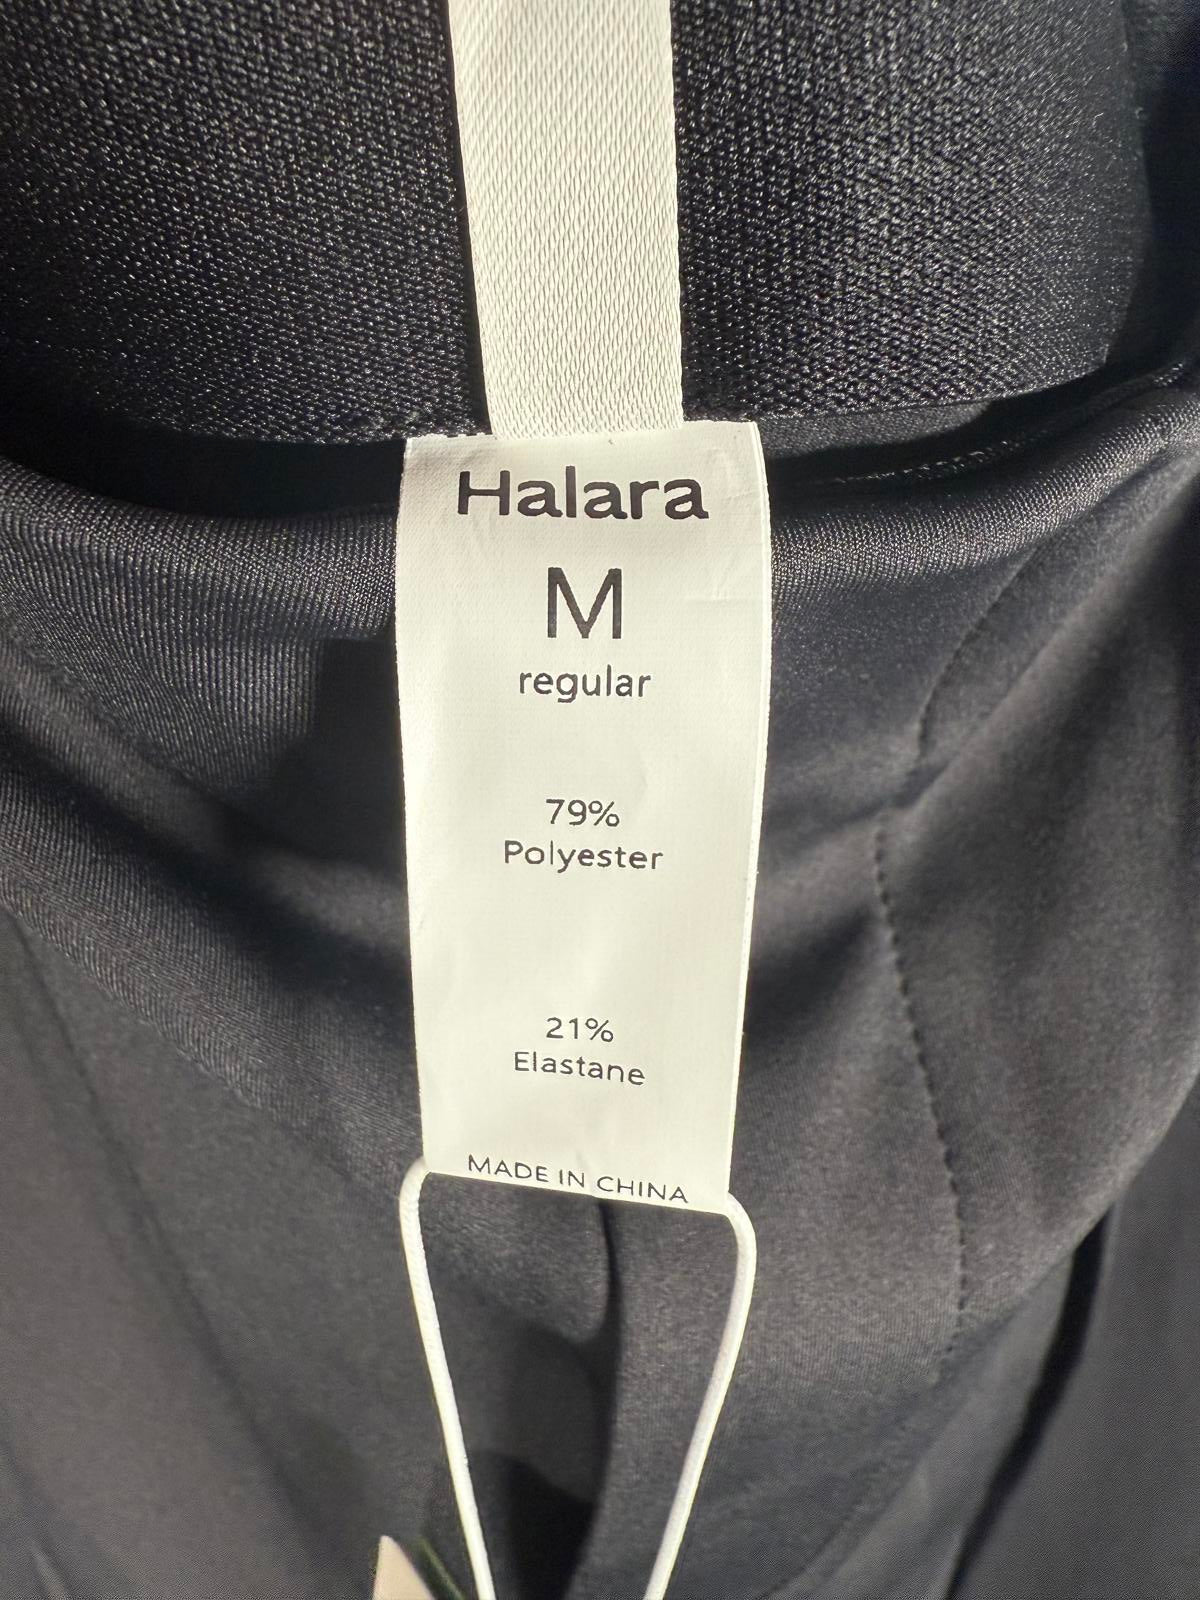 Halara
M
regular
79%
Polyester
21%
Elastane
MADE IN CHINA